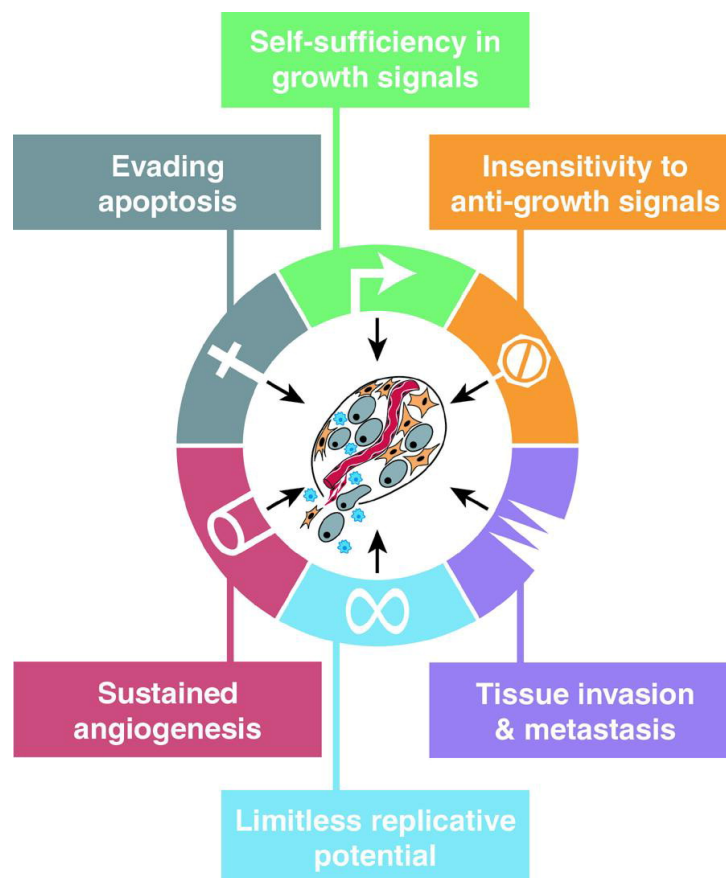 Self-sufficiency in
growth signals
Evading
apoptosis
Insensitivity to
anti-growth signals
Sustained
angiogenesis
Tissue invasion
& metastasis
Limitless replicative
potential